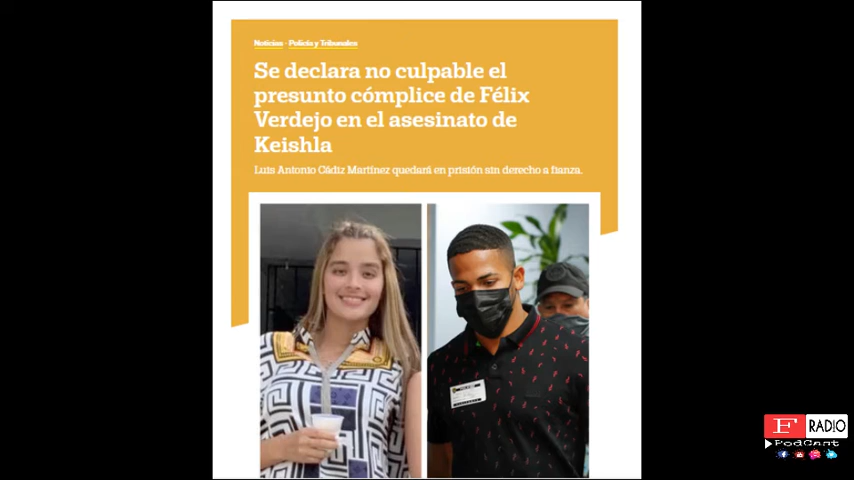 Noticias · Policía y Tribunales
Se declara no culpable el
presunto cómplice de Félix
Verdejo en el asesinato de
Keishla
Luis Antonio Cádiz Martínez quedará en prisión sin derecho a fianza.
F RADIO
PodCast